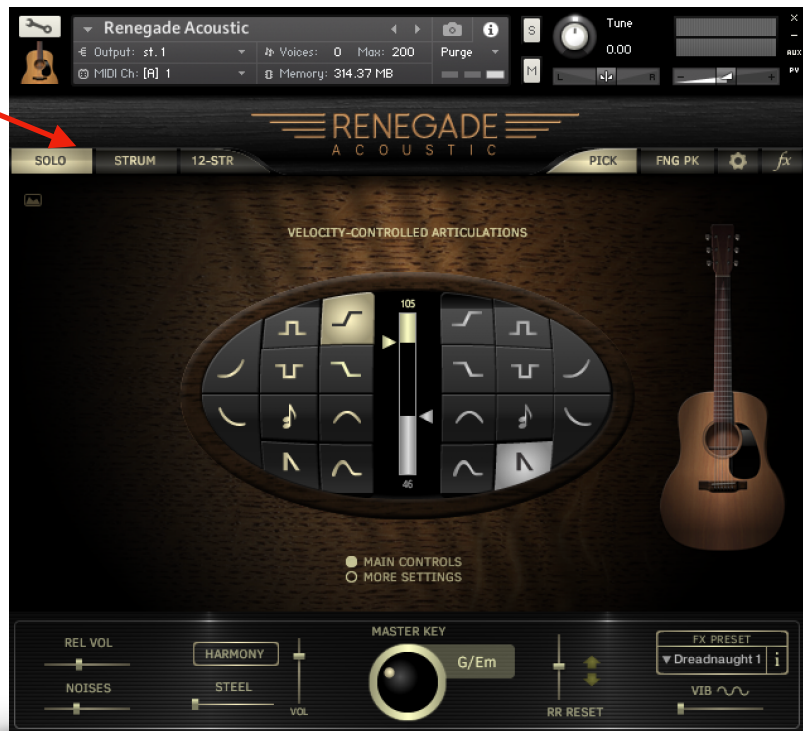 Renegade Acoustic
Output: st.1
Voices: 0 Max: 200
Purge
MIDI Ch: [A] 1
Memory: 314.37 MB
S
M
Tune
0.00
L
R
-
+
×
-
AUX
PV
RENEGADE
ACOUSTIC
SOLO
STRUM
12-STR
PICK
FNG PK
fx
VELOCITY-CONTROLLED ARTICULATIONS
105
46
MAIN CONTROLS
MORE SETTINGS
REL VOL
NOISES
HARMONY
STEEL
VOL
MASTER KEY
G/Em
RR RESET
FX PRESET
Dreadnaught 1 i
VIB